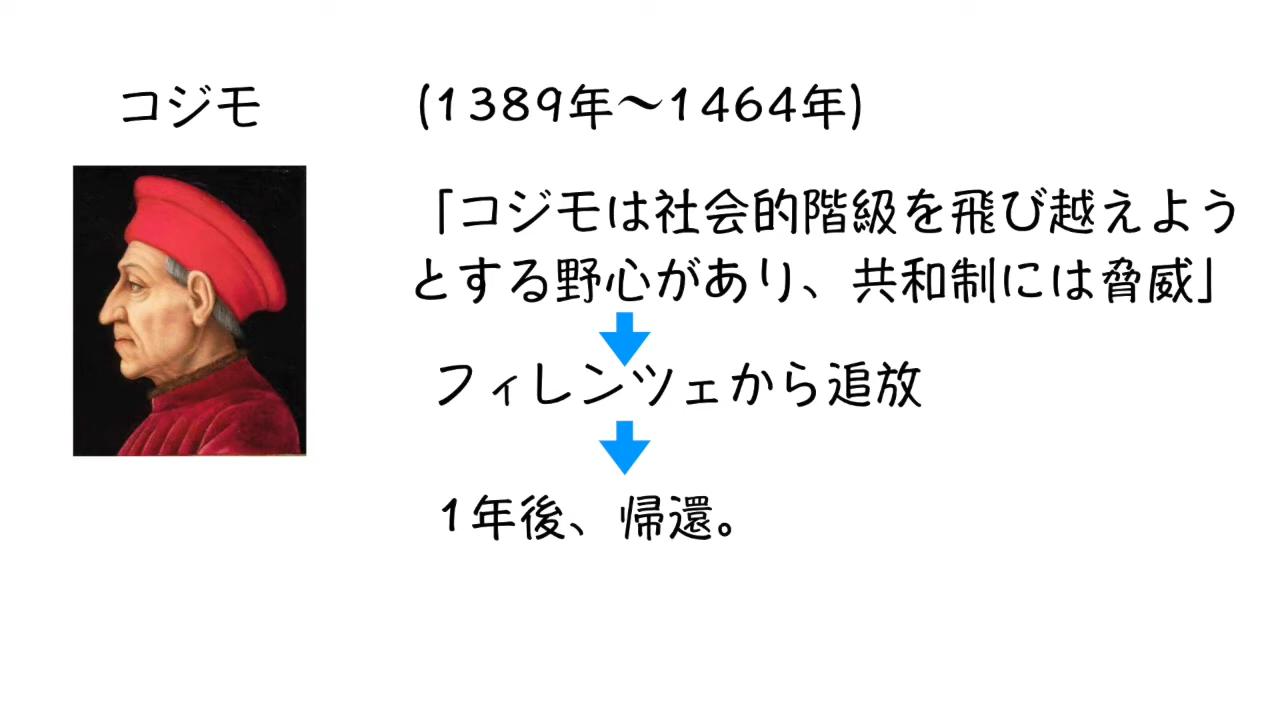 コジモ
(1389年～1464年)
「コジモは社会的階級を飛び越えよう
とする野心があり、共和制には脅威」
フィレンツェから追放
1年後、帰還。